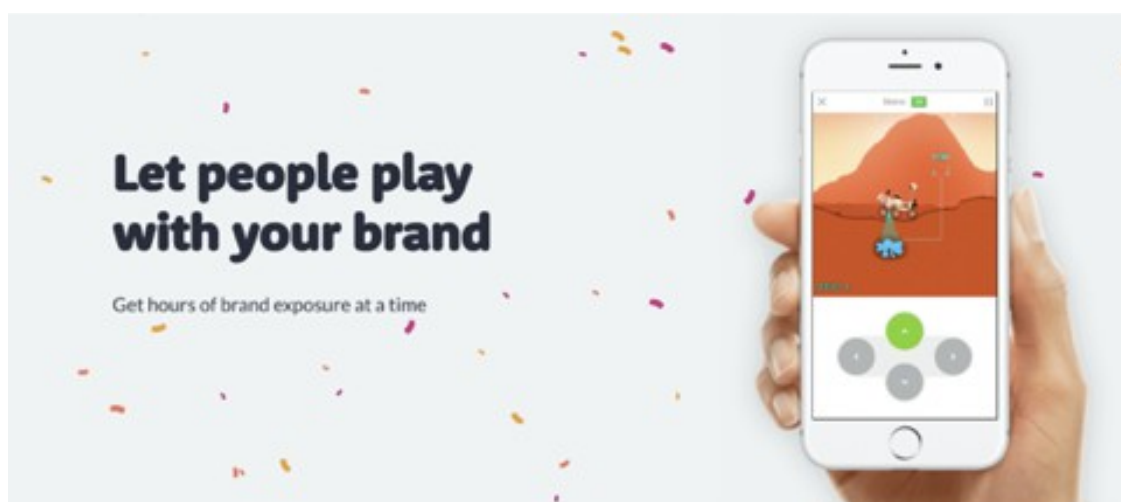 Let people play
with your brand
Get hours of brand exposure at a time